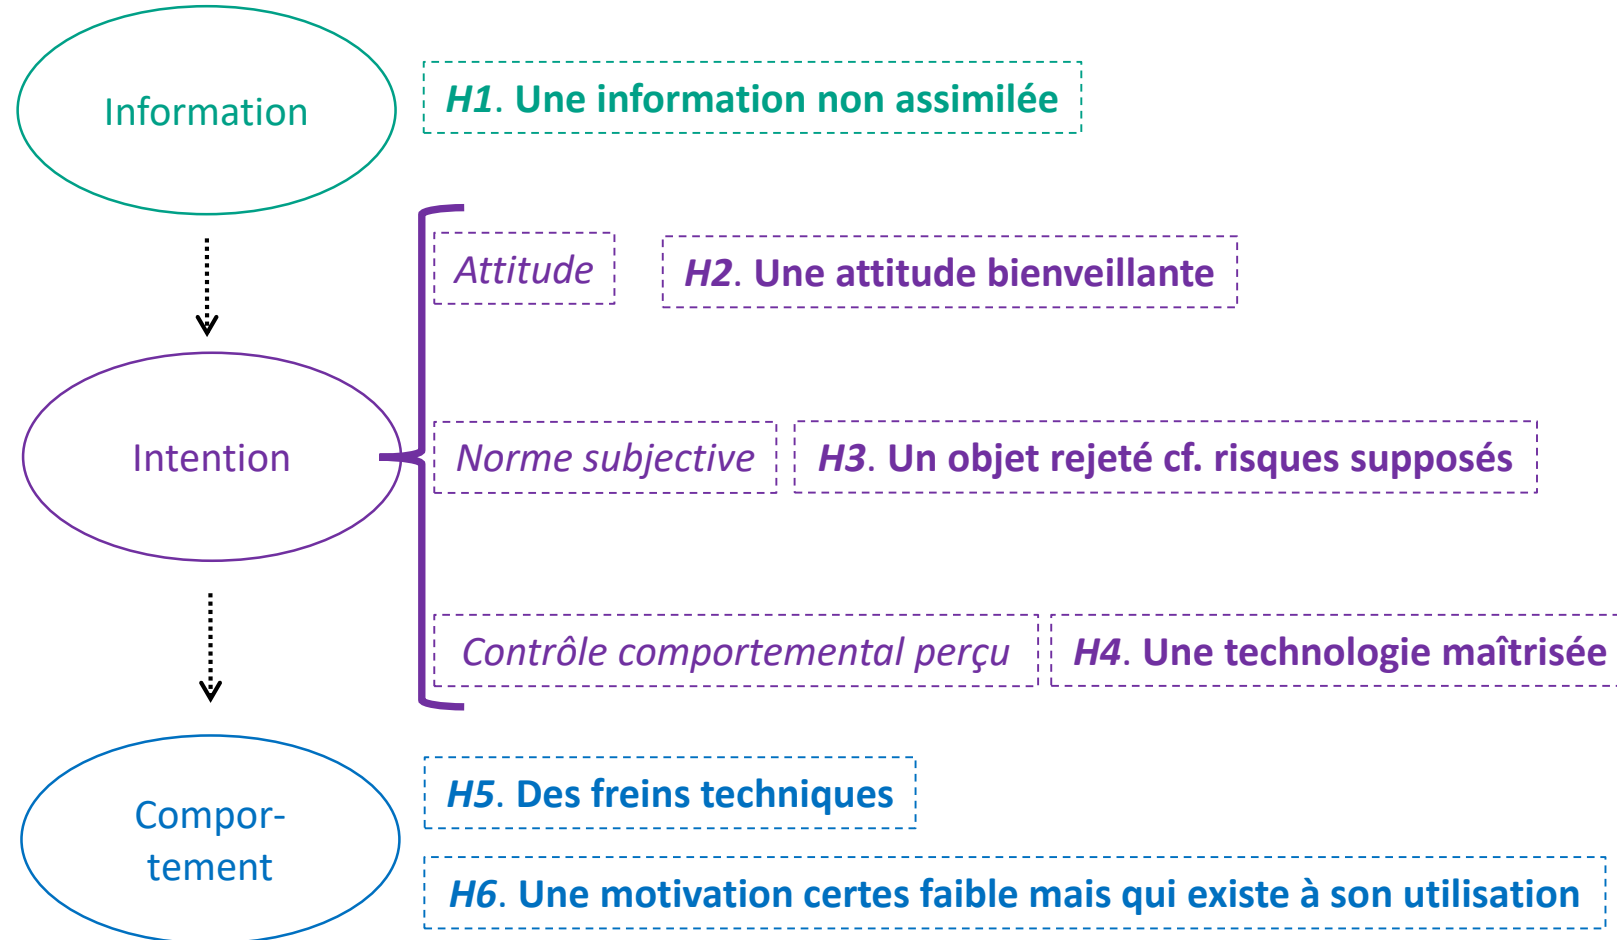 Information
H1. Une information non assimilée
Attitude
H2. Une attitude bienveillante
Intention
Norme subjective
H3. Un objet rejeté cf. risques supposés
Contrôle comportemental perçu
H4. Une technologie maîtrisée
Compor-
tement
H5. Des freins techniques
H6. Une motivation certes faible mais qui existe à son utilisation